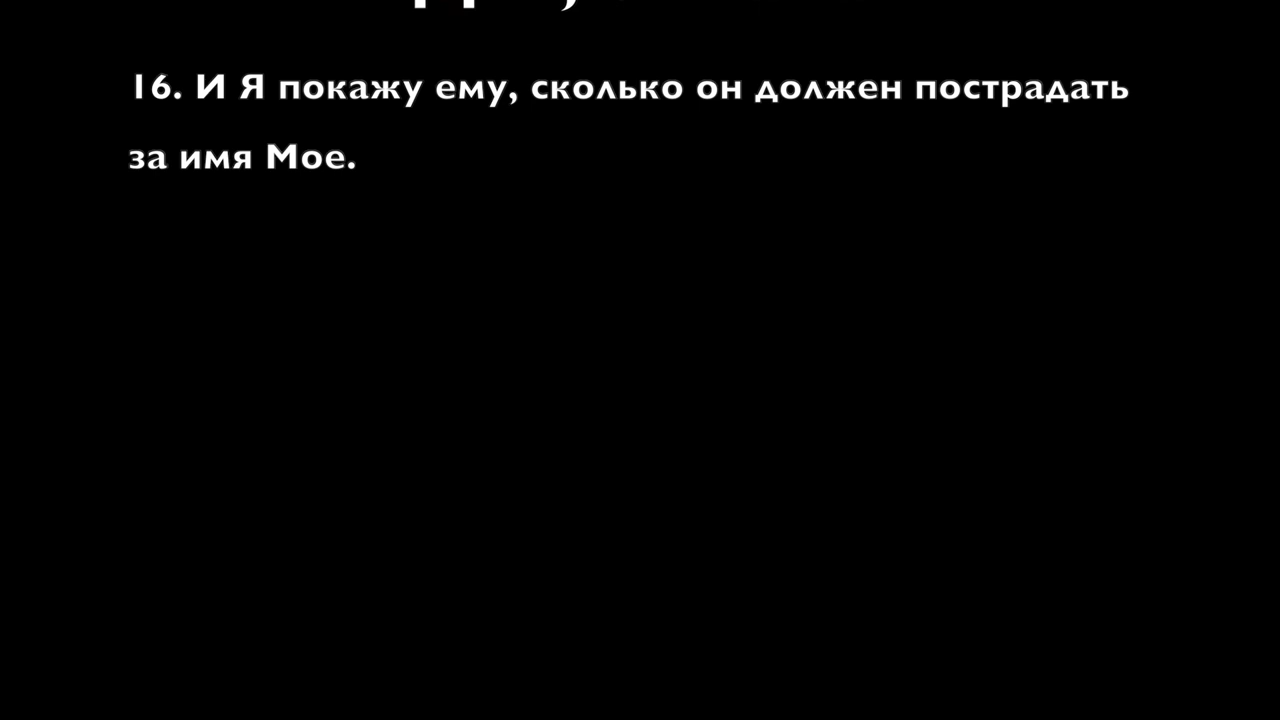 16. И Я покажу ему, сколько он должен пострадать
за имя Мое.